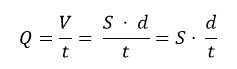 Q = V/t = S · d/t = S · d/t